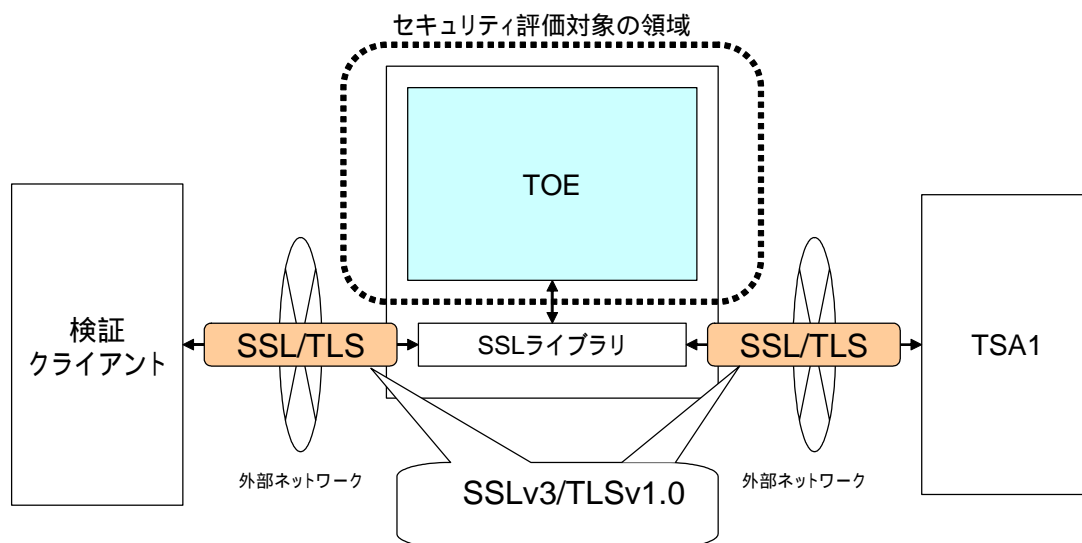 セキュリティ評価対象の領域
TOE
検証
クライアント
SSL/TLS
SSLライブラリ
SSL/TLS
TSA1
外部ネットワーク
外部ネットワーク
SSLv3/TLSv1.0